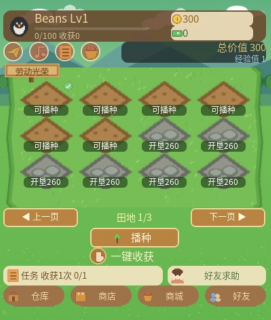 Beans Lv1
300
0/100 收获0
0
总价值 300
经验值 1
劳动光荣
可播种 可播种 可播种 可播种
可播种 可播种 开垦260 开垦260
开垦260 开垦260 开垦260 开垦260
上一页 田地 1/3 下一页
播种
一键收获
任务 收获1次 0/1 好友求助
仓库 商店 商城 好友